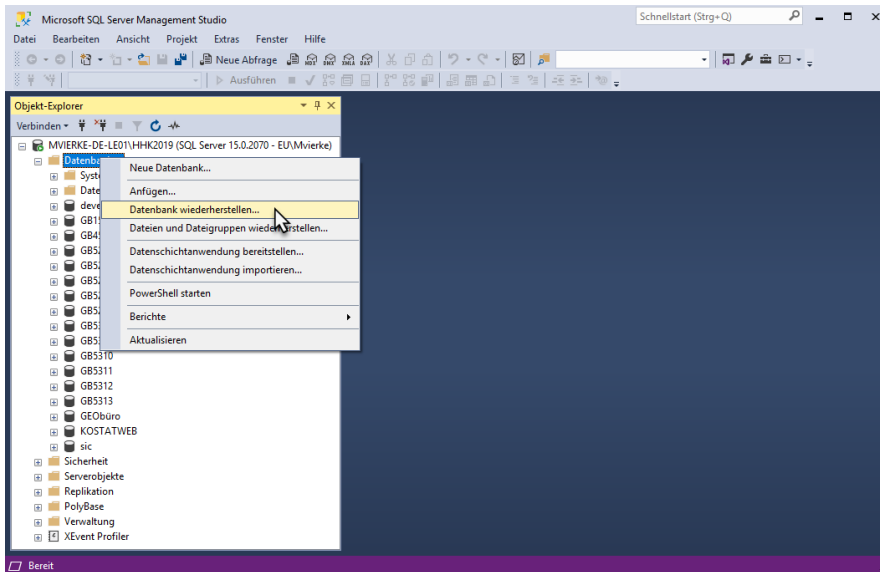 Microsoft SQL Server Management Studio
Schnellstart (Strg+Q)
Datei Bearbeiten Ansicht Projekt Extras Fenster Hilfe
Neue Abfrage
Ausführen
Objekt-Explorer
Verbinden
MVIERKE-DE-LE01\HHK2019 (SQL Server 15.0.2070 - EU\Mvierke)
Datenba
Neue Datenbank...
Syst
Anfügen...
Date
Datenbank wiederherstellen...
deve
Dateien und Dateigruppen wiederherstellen...
GB1
GB4
Datenschichtanwendung bereitstellen...
GB5
Datenschichtanwendung importieren...
GB5
GB5
PowerShell starten
GB5
Berichte
GB5
GB5
Aktualisieren
GB5
GB5310
GB5311
GB5312
GB5313
GEObüro
KOSTATWEB
sic
Sicherheit
Serverobjekte
Replikation
PolyBase
Verwaltung
XEvent Profiler
Bereit